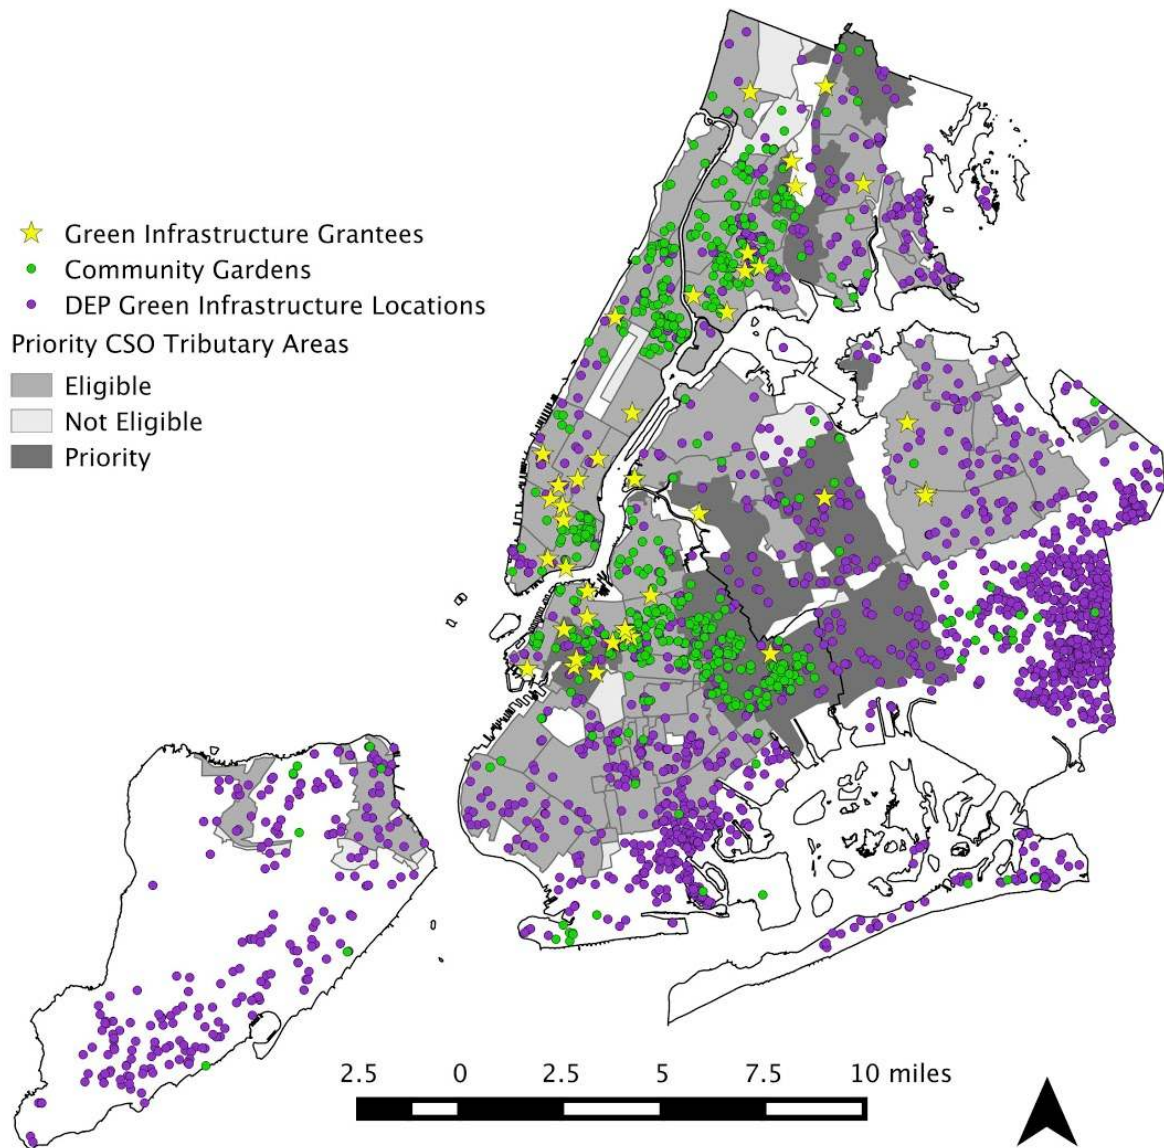 Green Infrastructure Grantees
Community Gardens
DEP Green Infrastructure Locations
Priority CSO Tributary Areas
Eligible
Not Eligible
Priority
2.5 0 2.5 5 7.5 10 miles